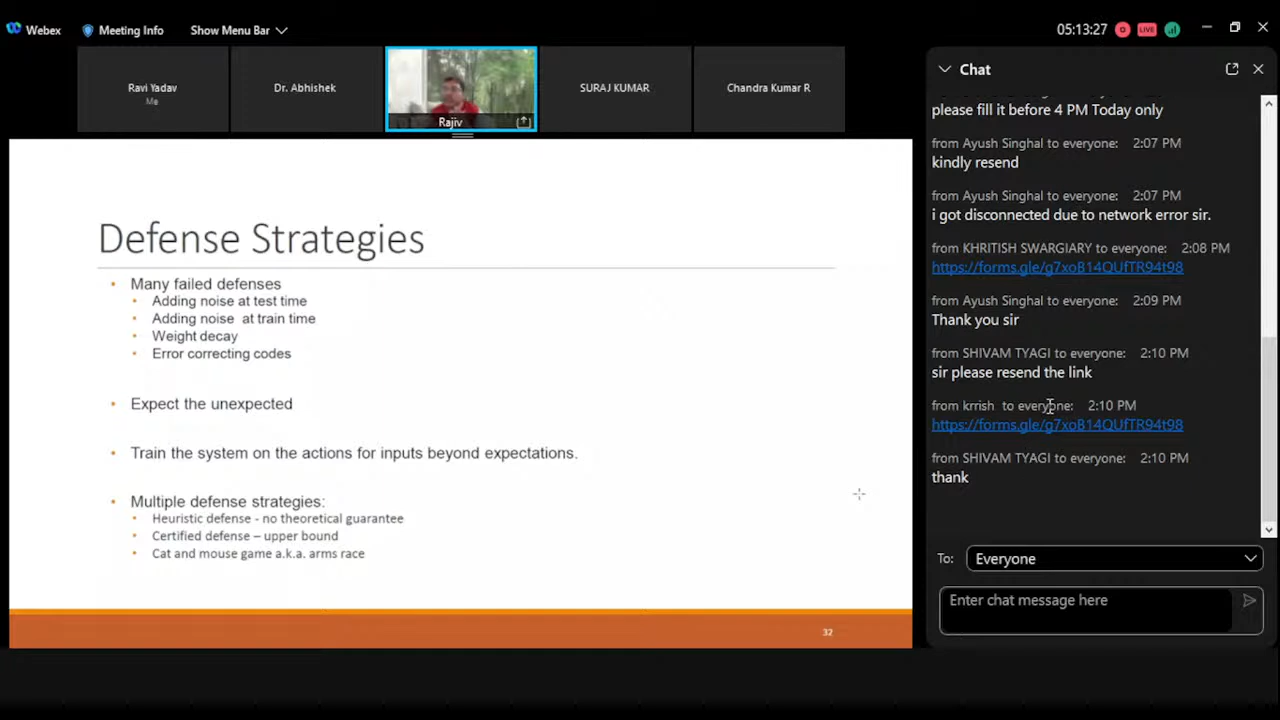 Webex
Meeting Info
Show Menu Bar
05:13:27
LIVE
Ravi Yadav
Me
Dr. Abhishek
Rajiv
SURAJ KUMAR
Chandra Kumar R
Defense Strategies
• Many failed defenses
• Adding noise at test time
• Adding noise at train time
• Weight decay
• Error correcting codes
• Expect the unexpected
• Train the system on the actions for inputs beyond expectations.
• Multiple defense strategies:
• Heuristic defense - no theoretical guarantee
• Certified defense – upper bound
• Cat and mouse game a.k.a. arms race
32
Chat
please fill it before 4 PM Today only
from Ayush Singhal to everyone: 2:07 PM
kindly resend
from Ayush Singhal to everyone: 2:07 PM
i got disconnected due to network error sir.
from KHRITISH SWARGIARY to everyone: 2:08 PM
https://forms.gle/g7xoB14QUfTR94t98
from Ayush Singhal to everyone: 2:09 PM
Thank you sir
from SHIVAM TYAGI to everyone: 2:10 PM
sir please resend the link
from krrish to everyone: 2:10 PM
https://forms.gle/g7xoB14QUfTR94t98
from SHIVAM TYAGI to everyone: 2:10 PM
thank
To: Everyone
Enter chat message here